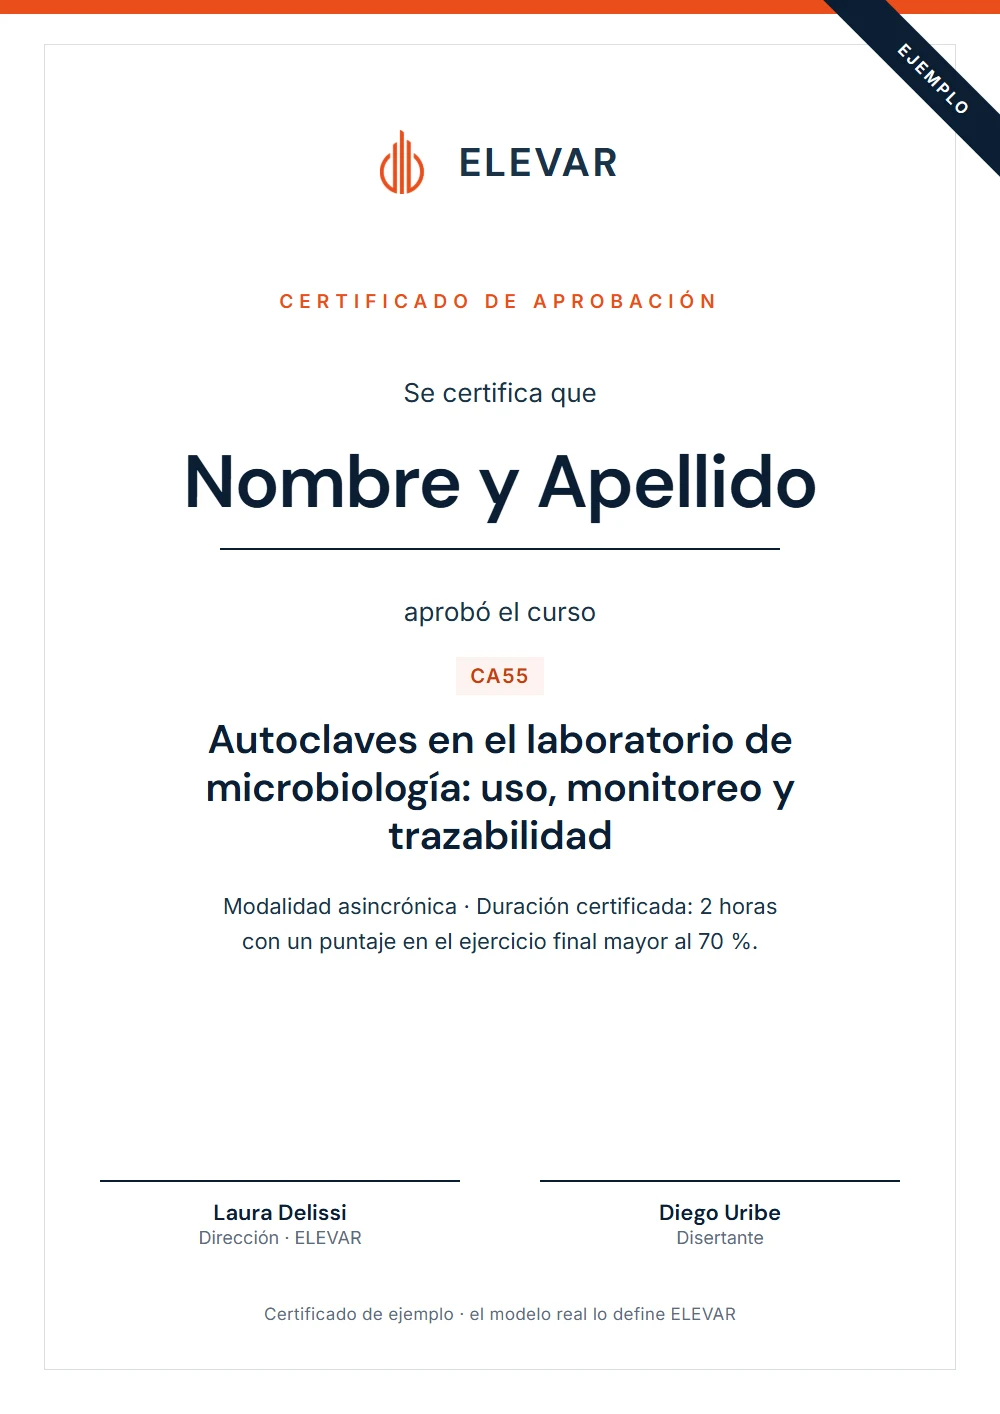 EJEMPLO
ELEVAR
CERTIFICADO DE APROBACIÓN
Se certifica que
Nombre y Apellido
aprobó el curso
CA55
Autoclaves en el laboratorio de
microbiología: uso, monitoreo y
trazabilidad
Modalidad asincrónica · Duración certificada: 2 horas
con un puntaje en el ejercicio final mayor al 70 %.
Laura Delissi
Dirección · ELEVAR
Diego Uribe
Disertante
Certificado de ejemplo · el modelo real lo define ELEVAR